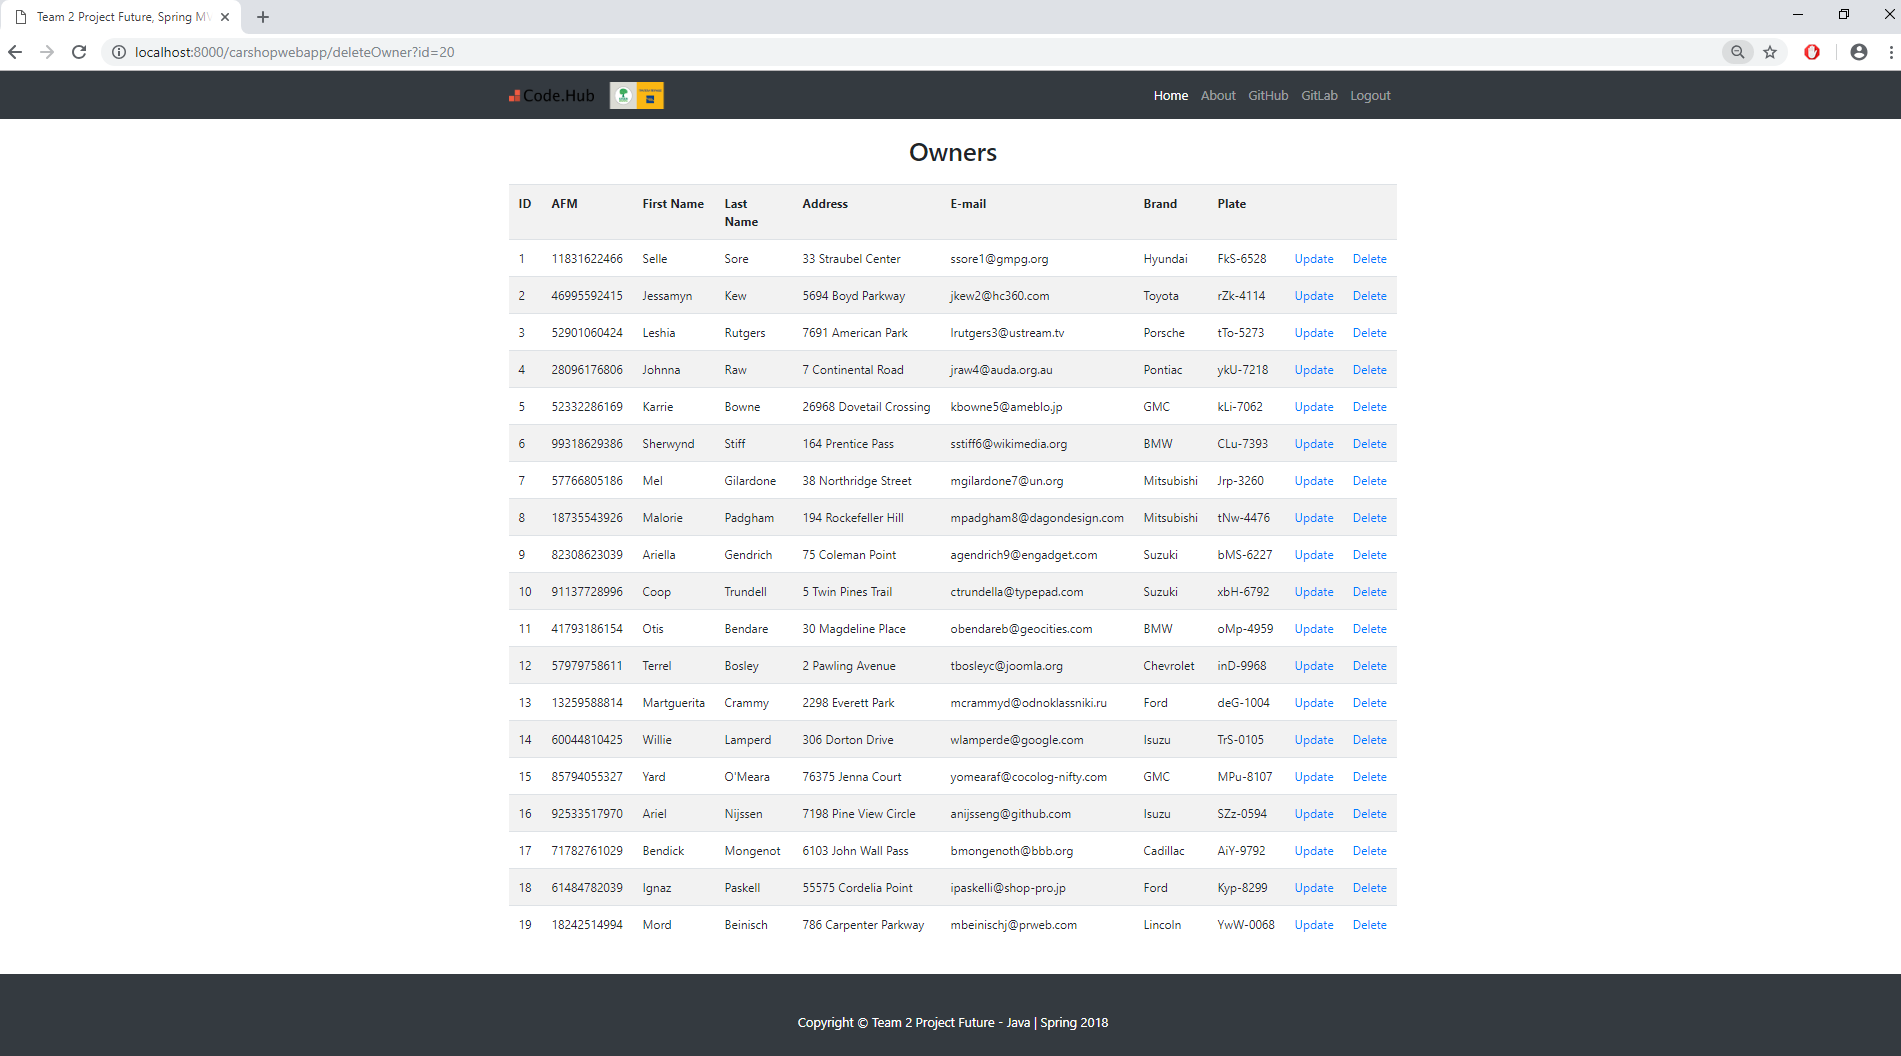 Team 2 Project Future, Spring MV
localhost:8000/carshopwebapp/deleteOwner?id=20
Code.Hub Home About GitHub GitLab Logout
Owners
ID AFM First Name Last Name Address E-mail Brand Plate
1 11831622466 Selle Sore 33 Straubel Center ssore1@gmpg.org Hyundai FkS-6528 Update Delete
2 46995592415 Jessamyn Kew 5694 Boyd Parkway jkew2@hc360.com Toyota rZk-4114 Update Delete
3 52901060424 Leshia Rutgers 7691 American Park lrutgers3@ustream.tv Porsche tTo-5273 Update Delete
4 28096176806 Johnna Raw 7 Continental Road jraw4@auda.org.au Pontiac ykU-7218 Update Delete
5 52332286169 Karrie Bowne 26968 Dovetail Crossing kbowne5@ameblo.jp GMC kLi-7062 Update Delete
6 99318629386 Sherwynd Stiff 164 Prentice Pass sstiff6@wikimedia.org BMW CLu-7393 Update Delete
7 57766805186 Mel Gilardone 38 Northridge Street mgilardone7@un.org Mitsubishi Jrp-3260 Update Delete
8 18735543926 Malorie Padgham 194 Rockefeller Hill mpadgham8@dagondesign.com Mitsubishi tNw-4476 Update Delete
9 82308623039 Ariella Gendrich 75 Coleman Point agendrich9@engadget.com Suzuki bMS-6227 Update Delete
10 91137728996 Coop Trundell 5 Twin Pines Trail ctrundella@typepad.com Suzuki xbH-6792 Update Delete
11 41793186154 Otis Bendare 30 Magdeline Place obendareb@geocities.com BMW oMp-4959 Update Delete
12 57979758611 Terrel Bosley 2 Pawling Avenue tbosleyc@joomla.org Chevrolet inD-9968 Update Delete
13 13259588814 Martguerita Crammy 2298 Everett Park mcrammyd@odnoklassniki.ru Ford deG-1004 Update Delete
14 60044810425 Willie Lamperd 306 Dorton Drive wlamperde@google.com Isuzu TrS-0105 Update Delete
15 85794055327 Yard O'Meara 76375 Jenna Court yomearaf@cocolog-nifty.com GMC MPu-8107 Update Delete
16 92533517970 Ariel Nijssen 7198 Pine View Circle anijsseng@github.com Isuzu SZz-0594 Update Delete
17 71782761029 Bendick Mongenot 6103 John Wall Pass bmongenoth@bbb.org Cadillac AiY-9792 Update Delete
18 61484782039 Ignaz Paskell 55575 Cordelia Point ipaskelli@shop-pro.jp Ford Kyp-8299 Update Delete
19 18242514994 Mord Beinisch 786 Carpenter Parkway mbeinischj@prweb.com Lincoln YwW-0068 Update Delete
Copyright © Team 2 Project Future - Java | Spring 2018